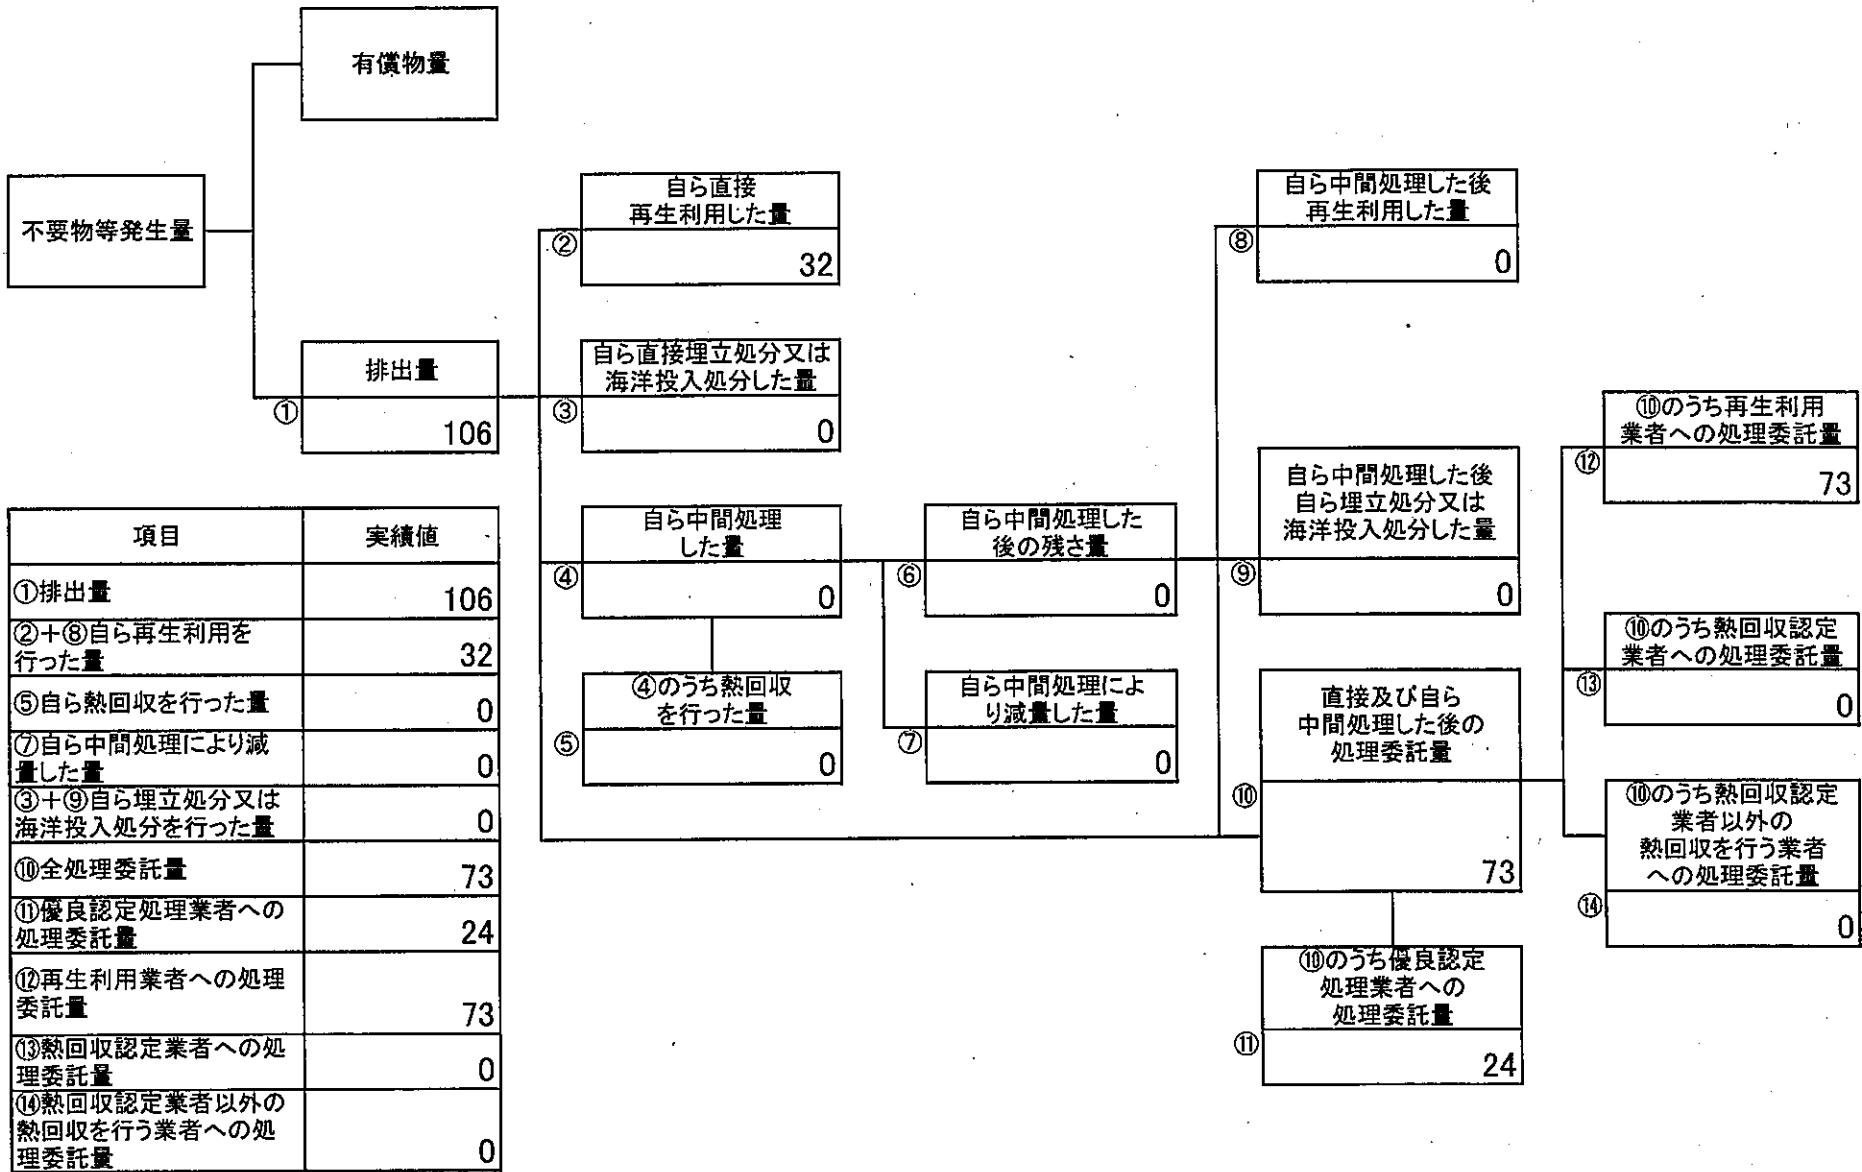 有償物量
不要物等発生量
排出量
①
106
自ら直接
再生利用した量
②
32
自ら直接埋立処分又は
海洋投入処分した量
③
0
自ら中間処理
した量
④
0
④のうち熱回収
を行った量
⑤
0
自ら中間処理した
後の残さ量
⑥
0
自ら中間処理によ
り減量した量
⑦
0
自ら中間処理した後
再生利用した量
⑧
0
自ら中間処理した後
自ら埋立処分又は
海洋投入処分した量
⑨
0
直接及び自ら
中間処理した後の
処理委託量
⑩
73
⑩のうち優良認定
処理業者への
処理委託量
⑪
24
⑩のうち再生利用
業者への処理委託量
⑫
73
⑩のうち熱回収認定
業者への処理委託量
⑬
0
⑩のうち熱回収認定
業者以外の
熱回収を行う業者
への処理委託量
⑭
0
項目 実績値
①排出量 106
②+⑧自ら再生利用を
行った量 32
⑤自ら熱回収を行った量 0
⑦自ら中間処理により減
量した量 0
③+⑨自ら埋立処分又は
海洋投入処分を行った量 0
⑩全処理委託量 73
⑪優良認定処理業者への
処理委託量 24
⑫再生利用業者への処理
委託量 73
⑬熱回収認定業者への処
理委託量 0
⑭熱回収認定業者以外の
熱回収を行う業者への処
理委託量 0